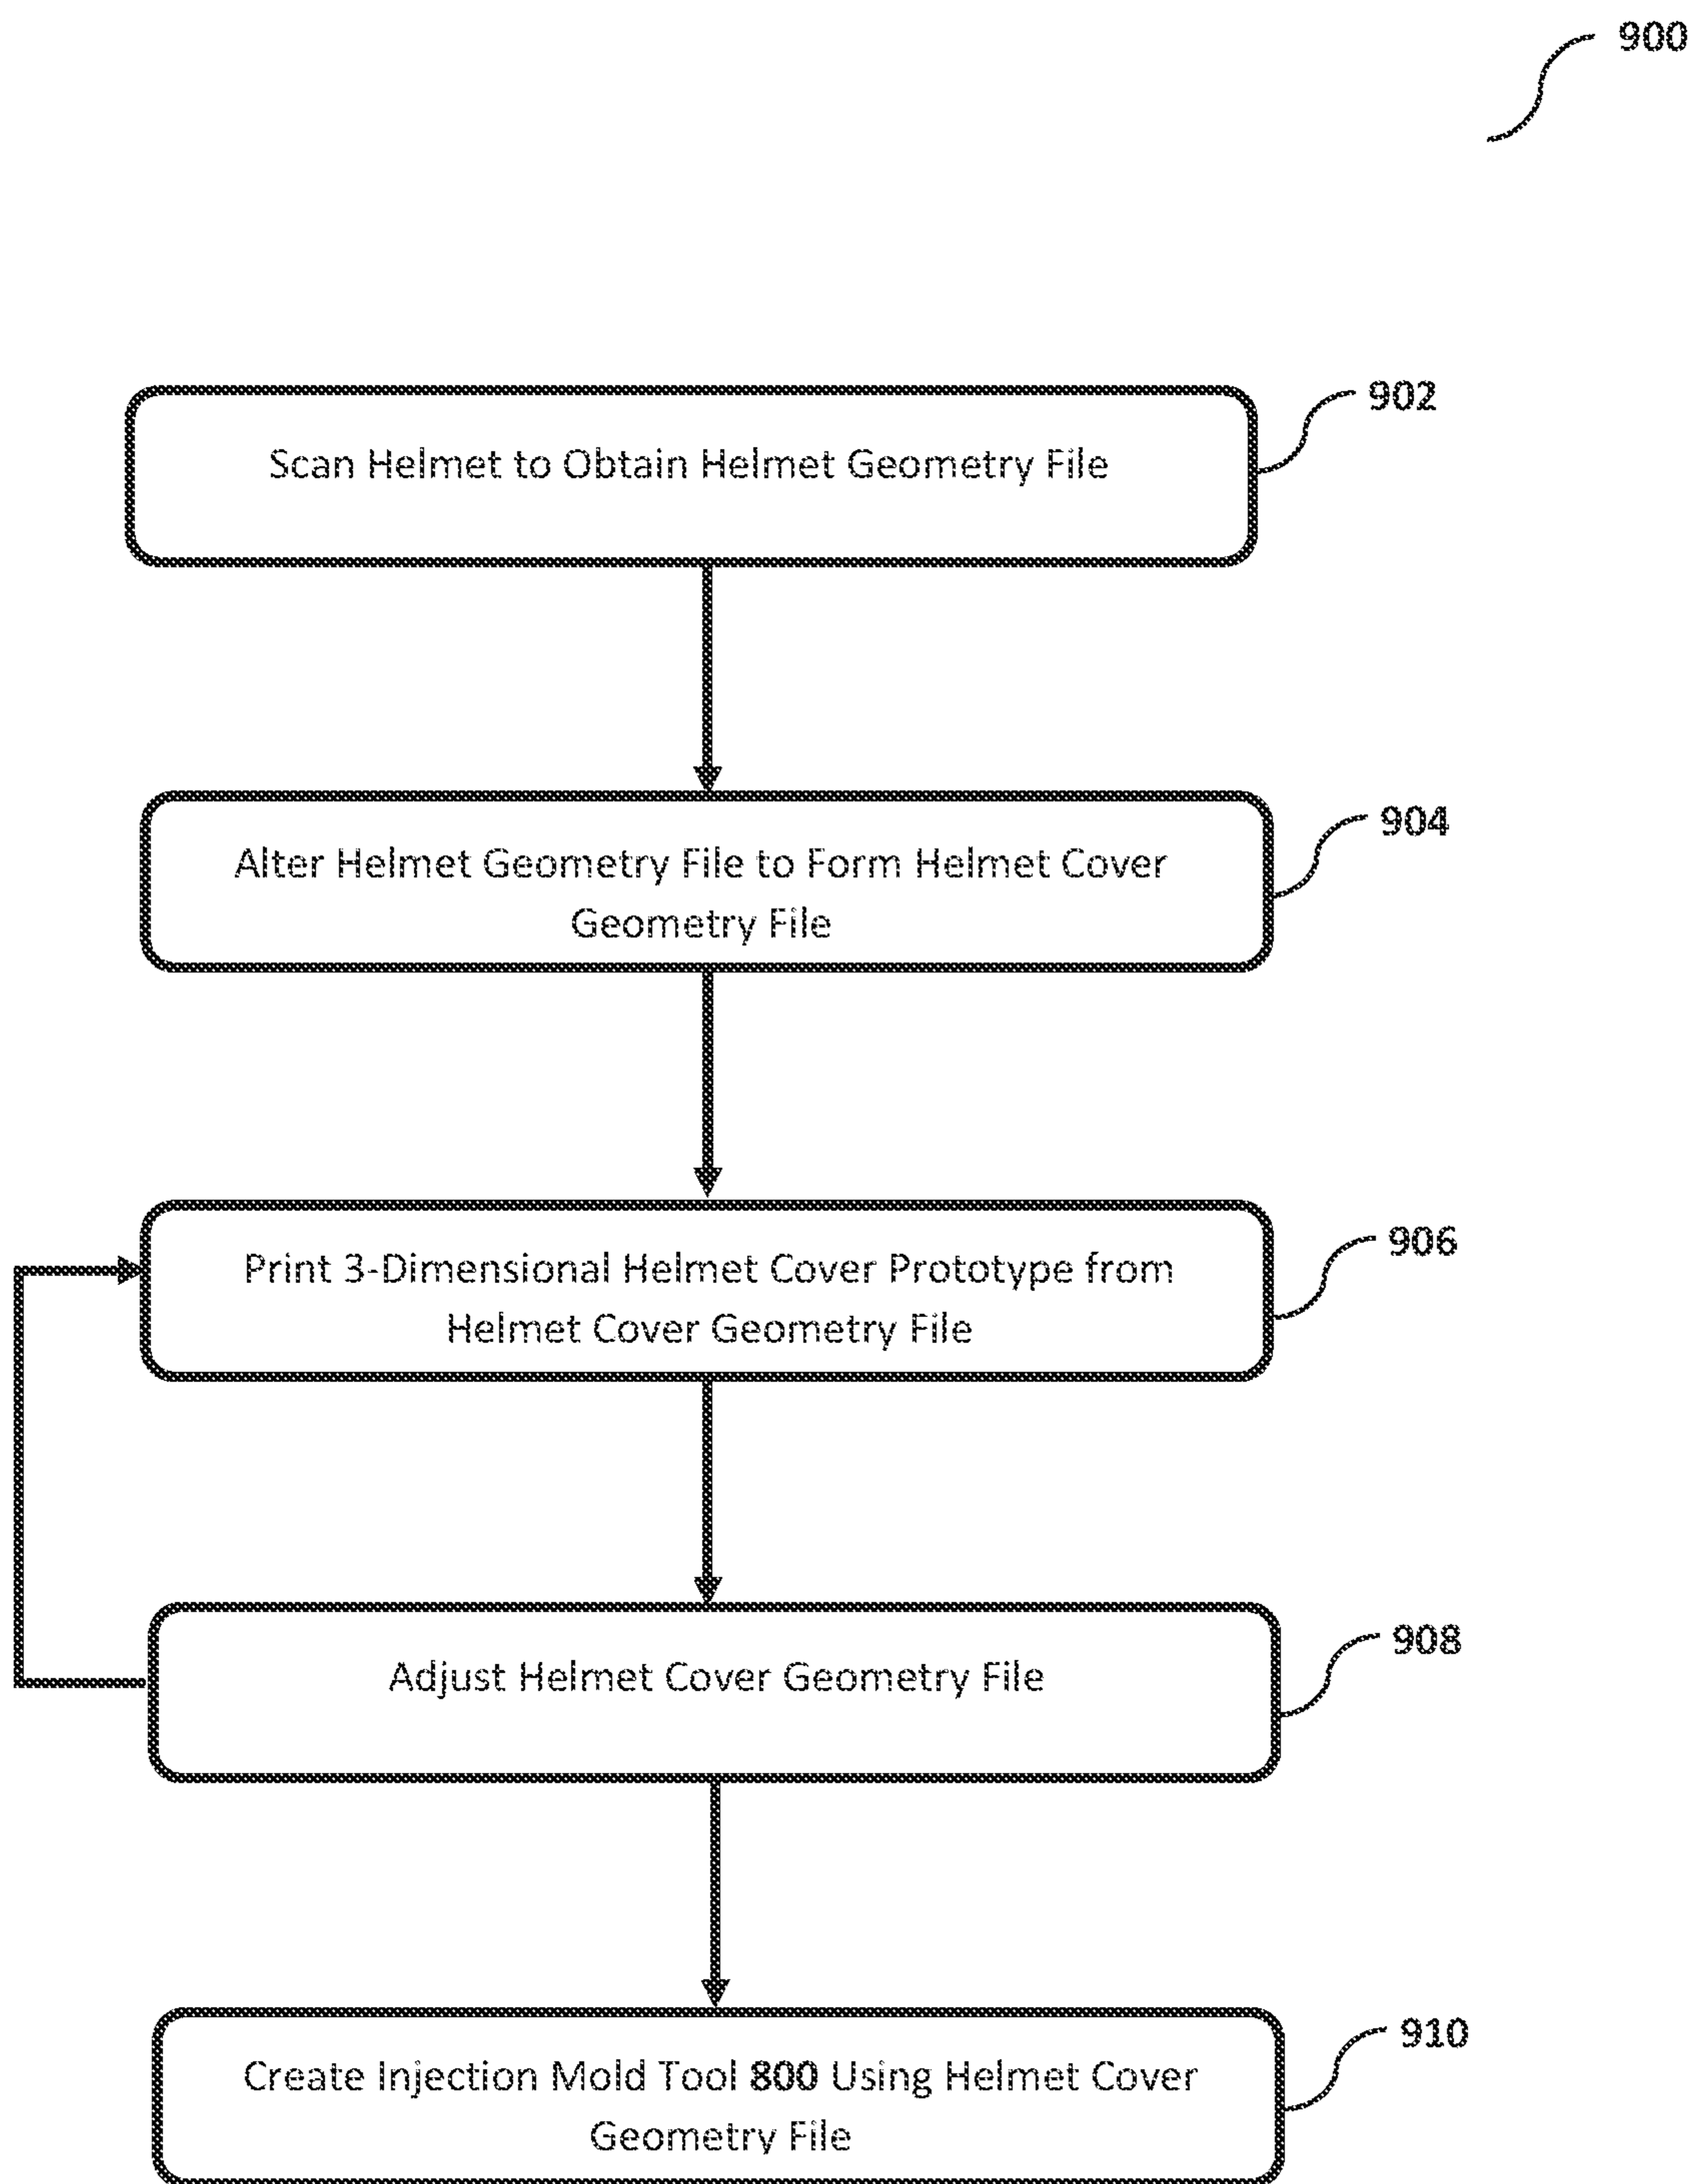 900
902
Scan Helmet to Obtain Helmet Geometry File
904
Alter Helmet Geometry File to Form Helmet Cover
Geometry File
906
Print 3-Dimensional Helmet Cover Prototype from
Helmet Cover Geometry File
908
Adjust Helmet Cover Geometry File
910
Create Injection Mold Tool 800 Using Helmet Cover
Geometry File